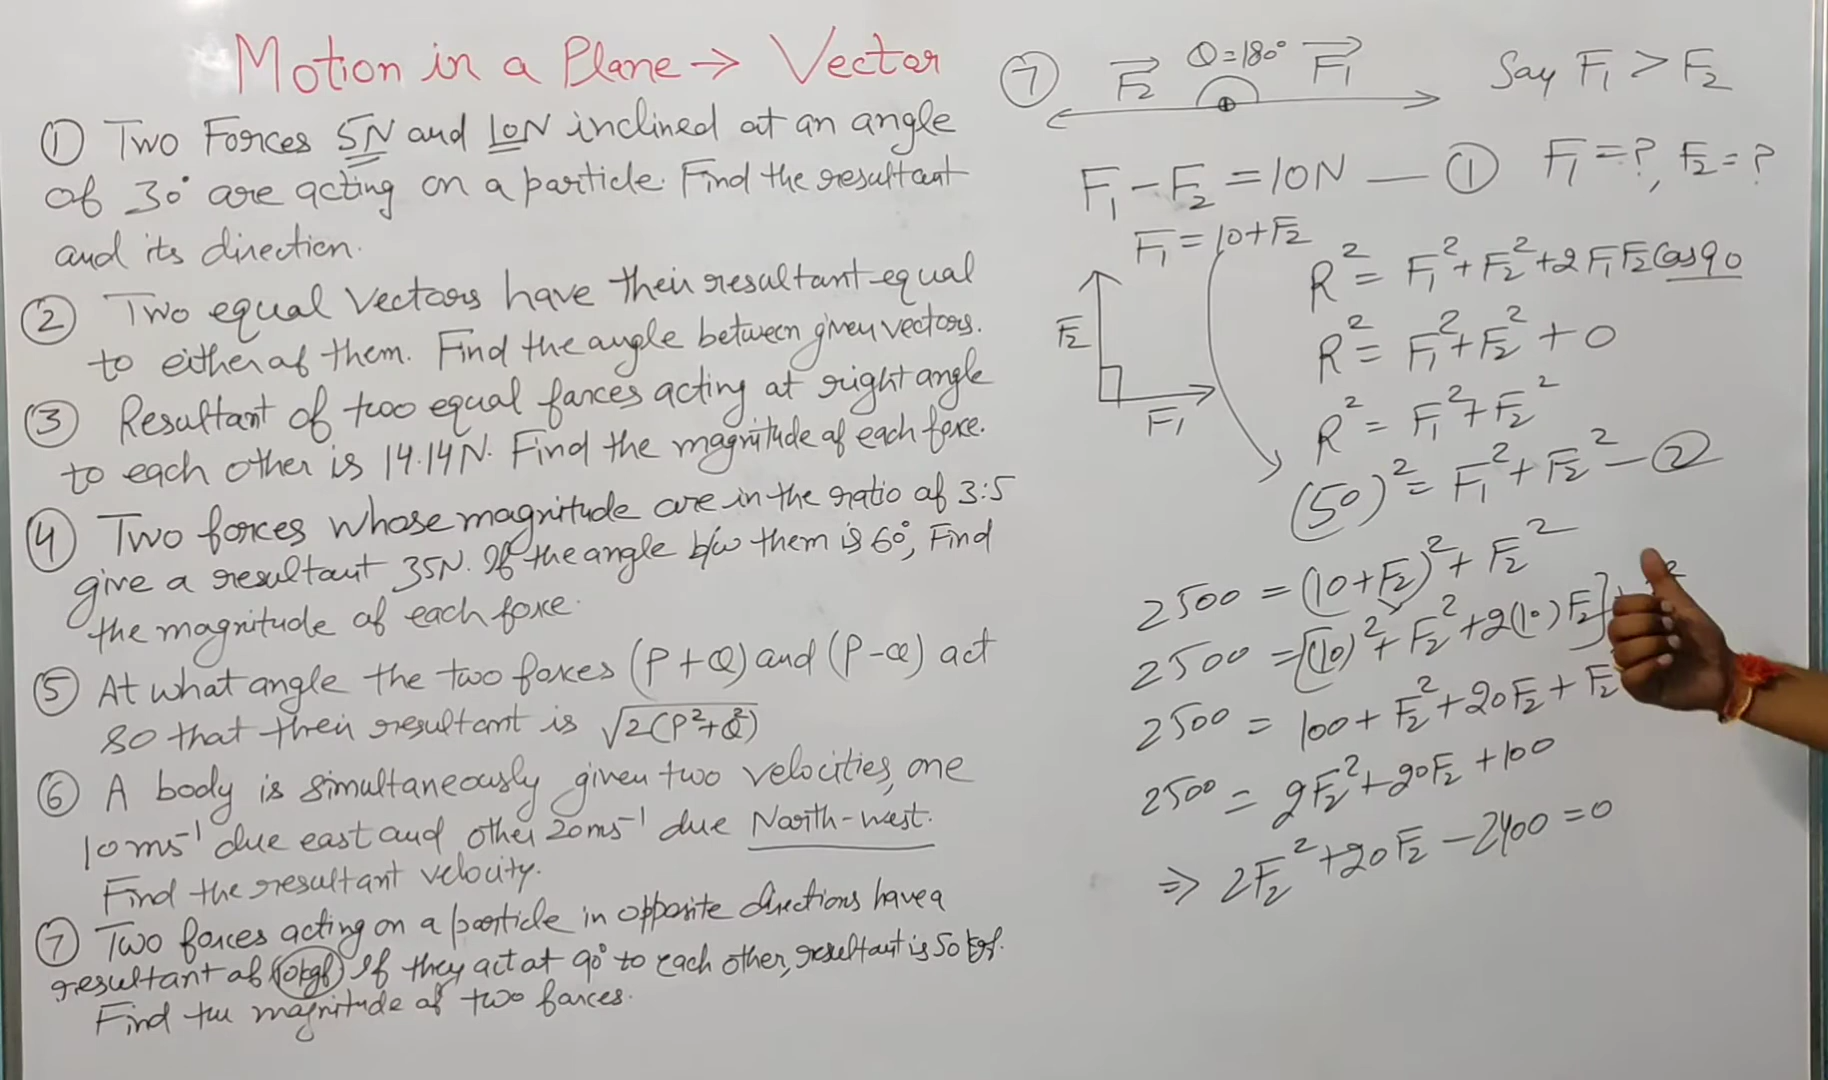 Motion in a Plane → Vector
① Two Forces 5N and 10N inclined at an angle
of 30° are acting on a particle. Find the resultant
and its direction.
② Two equal Vectors have their resultant equal
to either of them. Find the angle between given vectors.
③ Resultant of two equal forces acting at right angle
to each other is 14.14N. Find the magnitude of each force.
④ Two forces whose magnitude are in the ratio of 3:5
give a resultant 35N. If the angle b/w them is 60°, Find
the magnitude of each force.
⑤ At what angle the two forces (P+Q) and (P-Q) act
so that their resultant is √2(P²+Q²)
⑥ A body is simultaneously given two velocities, one
10ms⁻¹ due east and other 20ms⁻¹ due North-west.
Find the resultant velocity.
⑦ Two forces acting on a particle in opposite directions have a
resultant of 10kgf. If they act at 90° to each other, resultant is 50kgf.
Find the magnitude of two forces.
⑦ F₂ θ=180° F₁ Say F₁ > F₂
F₁ - F₂ = 10N — ① F₁ = ?, F₂ = ?
F₁ = 10+F₂
R² = F₁²+F₂²+2F₁F₂Cos90
F₂
R² = F₁²+F₂²+0
F₁
R² = F₁²+F₂²
(50)² = F₁²+F₂² — ②
2500 = (10+F₂)²+F₂²
2500 = [(10)²+F₂²+2(10)F₂]
2500 = 100+F₂²+20F₂+F₂
2500 = 2F₂²+20F₂+100
⇒ 2F₂²+20F₂-2400=0